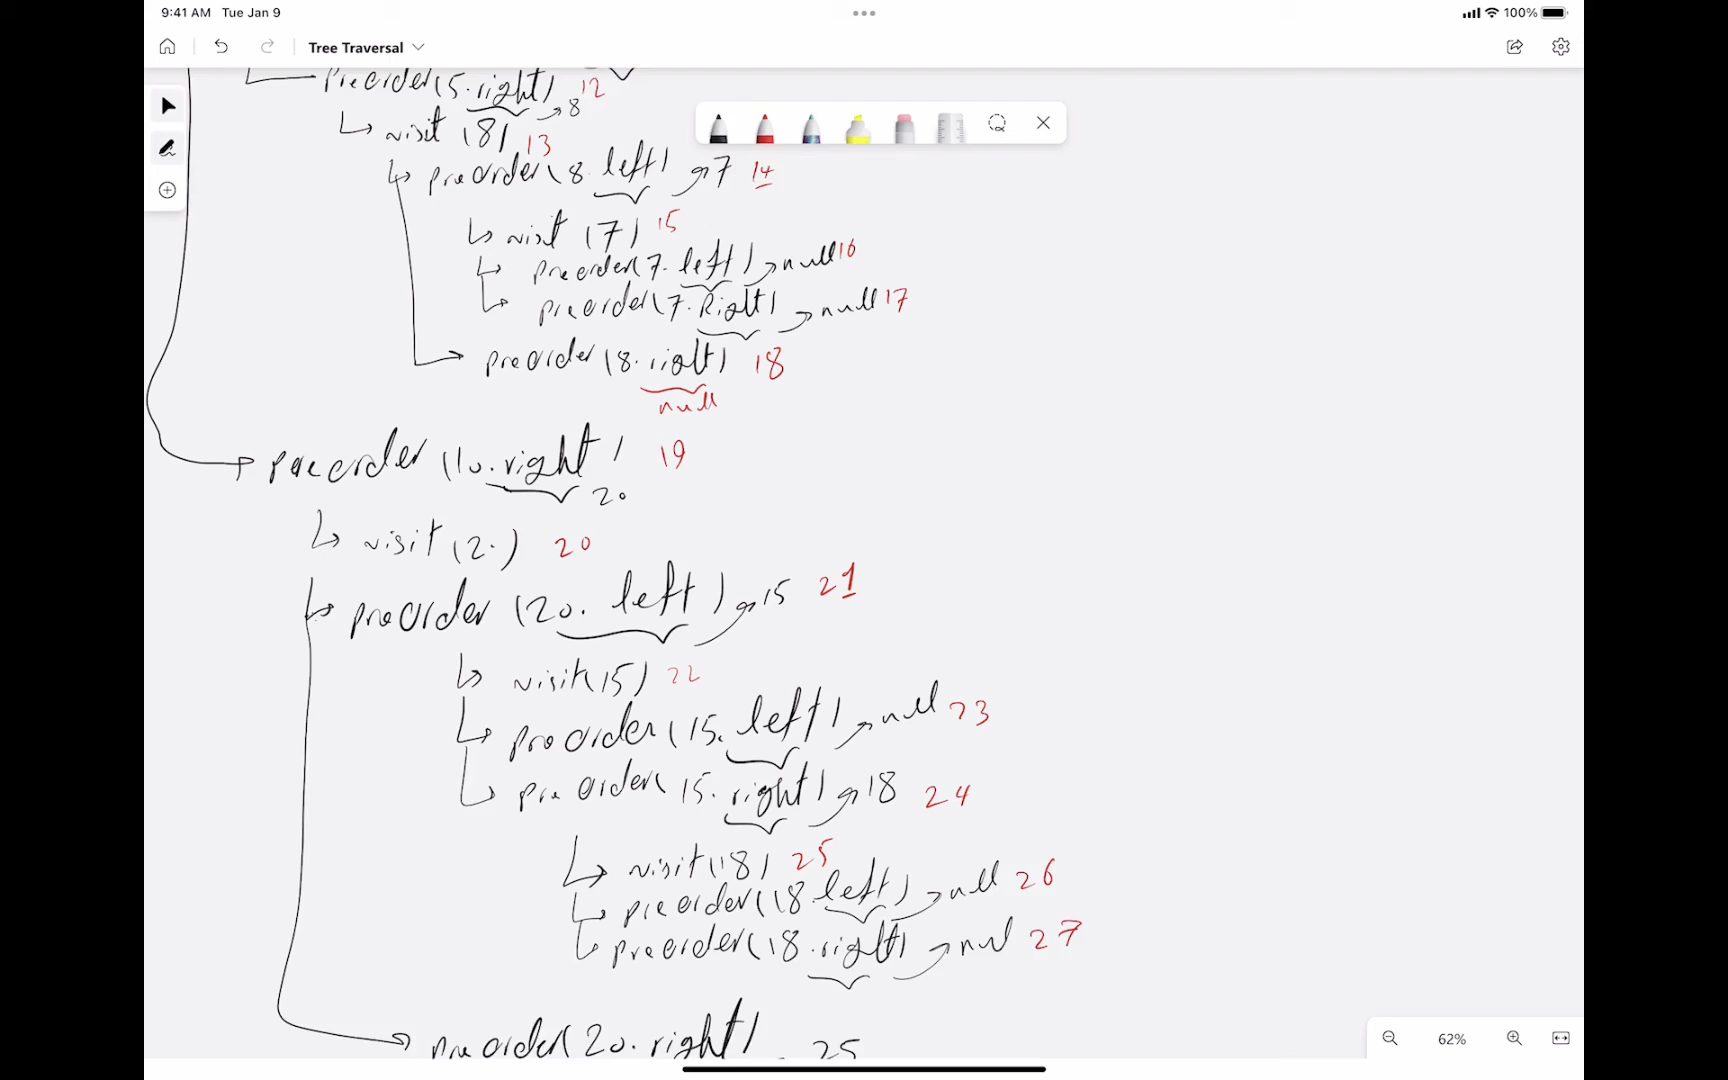 9:41 AM Tue Jan 9
100%
Tree Traversal
preorder(5.right) 12
8
visit (8) 13
preorder(8.left) 7 14
visit (7) 15
preorder(7.left) null 16
preorder(7.Right) null 17
preorder(8.right) 18
null
preorder (10.right) 19
20
visit (20) 20
preorder (20.left) 15 21
visit(15) 22
preorder(15.left) null 23
preorder(15.right) 18 24
visit(18) 25
preorder(18.left) null 26
preorder(18.right) null 27
preorder(20.right)
25
62%